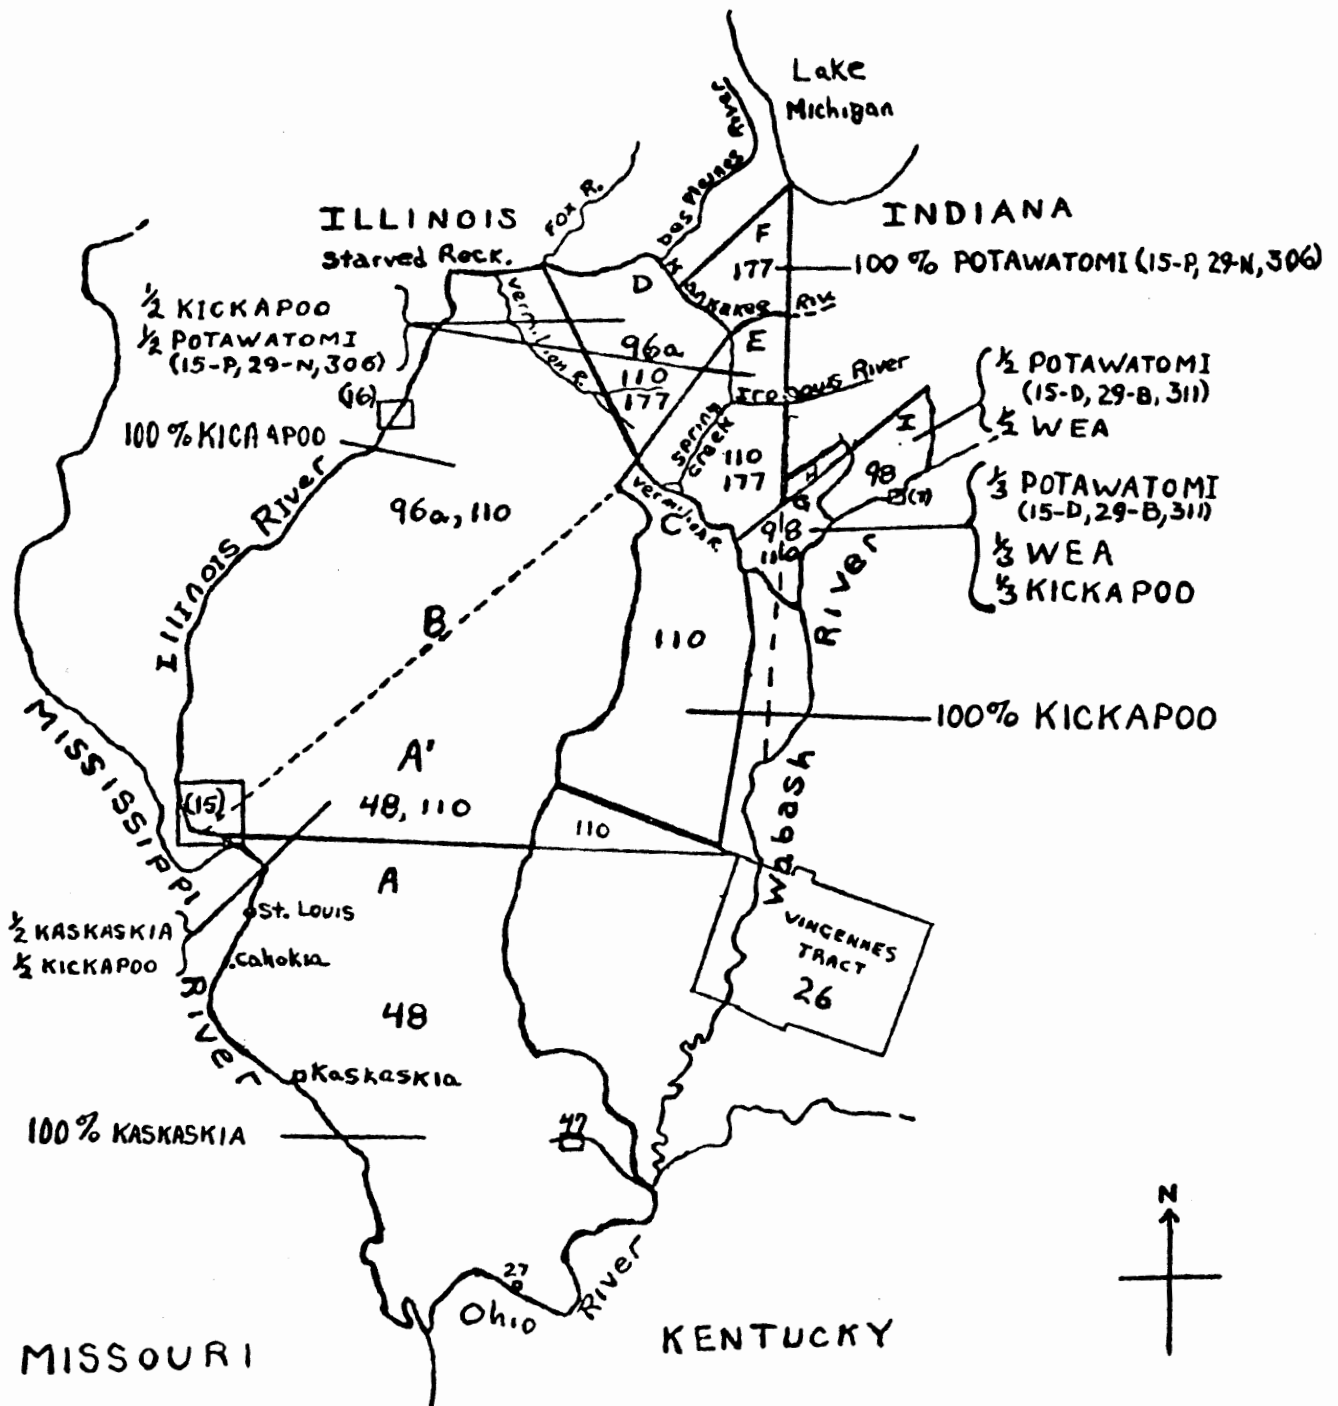 Lake
Michigan
Des Plaines
Fox R.
ILLINOIS
Starved Rock.
INDIANA
F
177
100% POTAWATOMI (15-P, 29-N, 306)
D
Kankakee Riv.
E
½ KICKAPOO
½ POTAWATOMI
(15-P, 29-N, 306)
Vermilion R.
96a
110
177
Iroquois River
(16)
100% KICAAPOO
Spring
Creek
110
177
I
H
G
98
(7)
½ POTAWATOMI
(15-D, 29-B, 311)
½ WEA
⅓ POTAWATOMI
(15-D, 29-B, 311)
⅓ WEA
⅓ KICKAPOO
96a, 110
Vermilion R.
C
98
110
Illinois River
B
110
100% KICKAPOO
Mississippi
River
A'
48, 110
(15)
110
Wabash
River
A
St. Louis
Cahokia
½ KASKASKIA
½ KICKAPOO
VINCENNES
TRACT
26
48
Kaskaskia
100% KASKASKIA
47
27
Ohio
River
N
MISSOURI
KENTUCKY